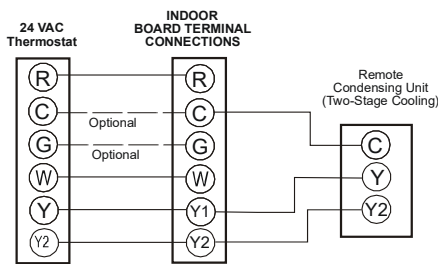 24 VAC
Thermostat
INDOOR
BOARD TERMINAL
CONNECTIONS
Remote
Condensing Unit
(Two-Stage Cooling)
R
C
G
W
Y
Y2
Optional
Optional
R
C
G
W
Y1
Y2
C
Y
Y2